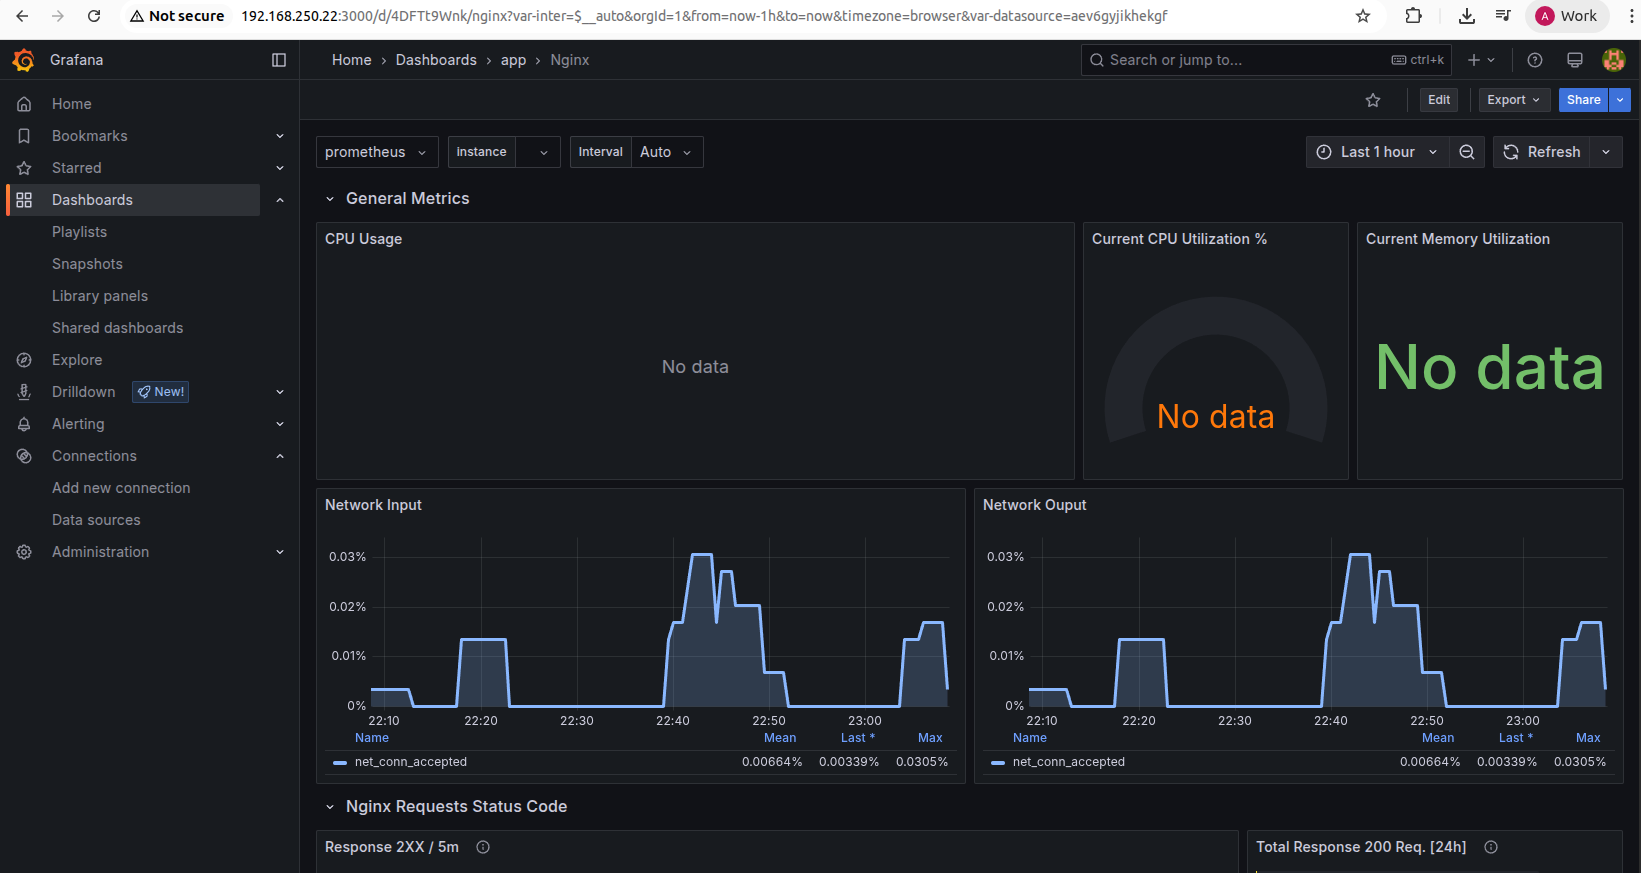 Not secure 192.168.250.22:3000/d/4DFTt9Wnk/nginx?var-inter=$__auto&orgId=1&from=now-1h&to=now&timezone=browser&var-datasource=aev6gyjikhekgf A Work
Grafana Home › Dashboards › app › Nginx Search or jump to... ctrl+k
Edit Export Share
Home
Bookmarks
Starred
Dashboards
Playlists
Snapshots
Library panels
Shared dashboards
Explore
Drilldown New!
Alerting
Connections
Add new connection
Data sources
Administration
prometheus Instance Interval Auto Last 1 hour Refresh
General Metrics
CPU Usage
No data
Current CPU Utilization %
No data
Current Memory Utilization
No data
Network Input
0.03%
0.02%
0.01%
0%
22:10 22:20 22:30 22:40 22:50 23:00
Name Mean Last * Max
net_conn_accepted 0.00664% 0.00339% 0.0305%
Network Ouput
0.03%
0.02%
0.01%
0%
22:10 22:20 22:30 22:40 22:50 23:00
Name Mean Last * Max
net_conn_accepted 0.00664% 0.00339% 0.0305%
Nginx Requests Status Code
Response 2XX / 5m
Total Response 200 Req. [24h]